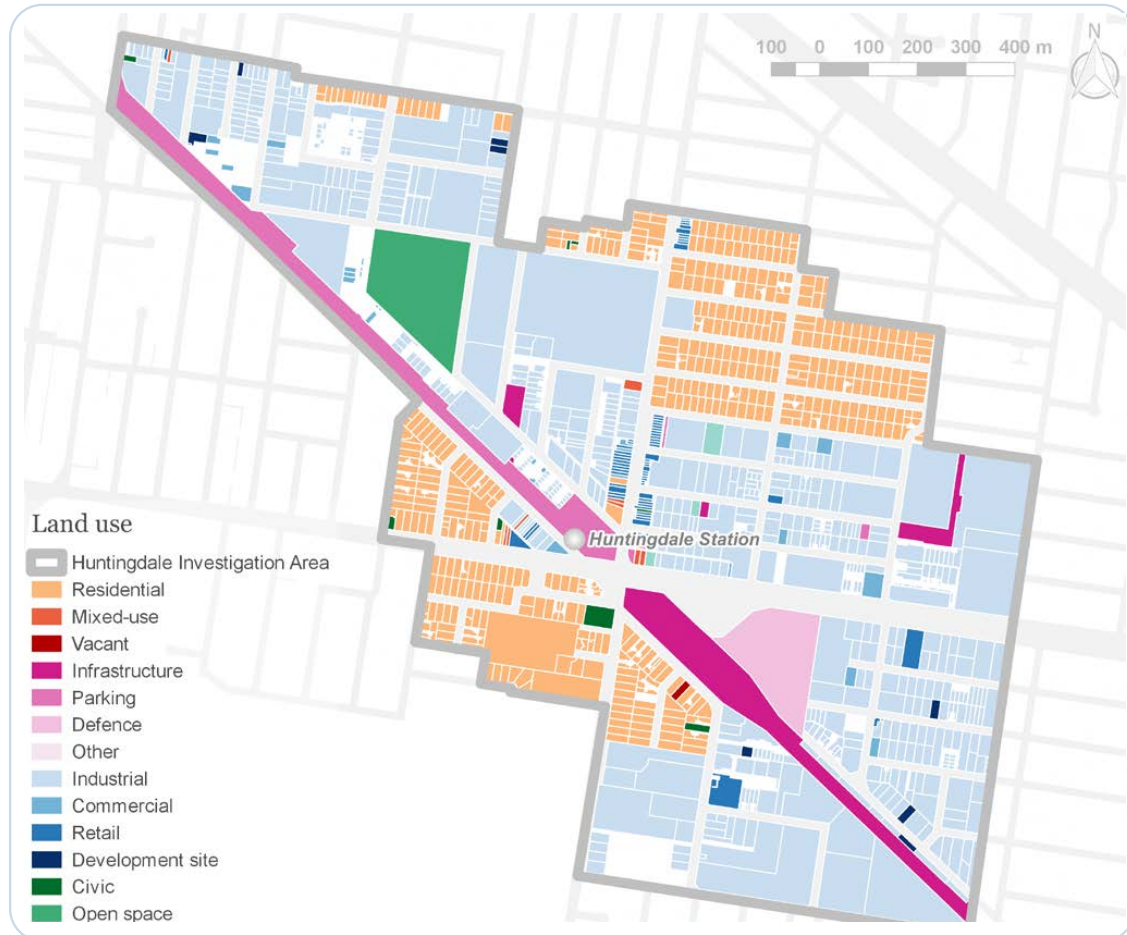 100 0 100 200 300 400 m
N
Huntingdale Station
Land use
Huntingdale Investigation Area
Residential
Mixed-use
Vacant
Infrastructure
Parking
Defence
Other
Industrial
Commercial
Retail
Development site
Civic
Open space